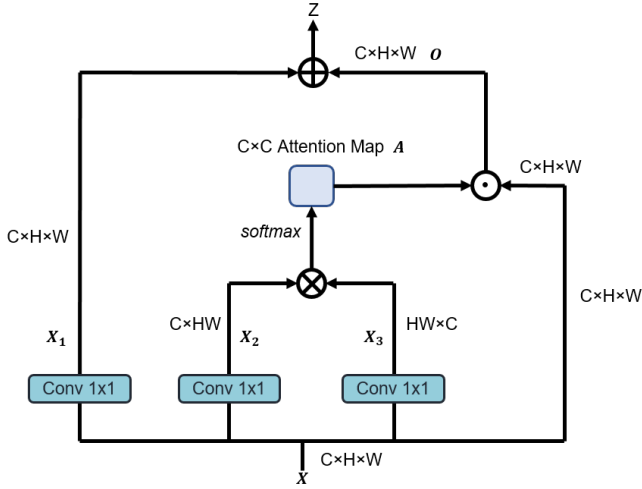 Z
C×H×W O
C×C Attention Map A
C×H×W
C×H×W
softmax
C×H×W
X₁
C×HW
X₂
X₃
HW×C
Conv 1x1
Conv 1x1
Conv 1x1
C×H×W
X